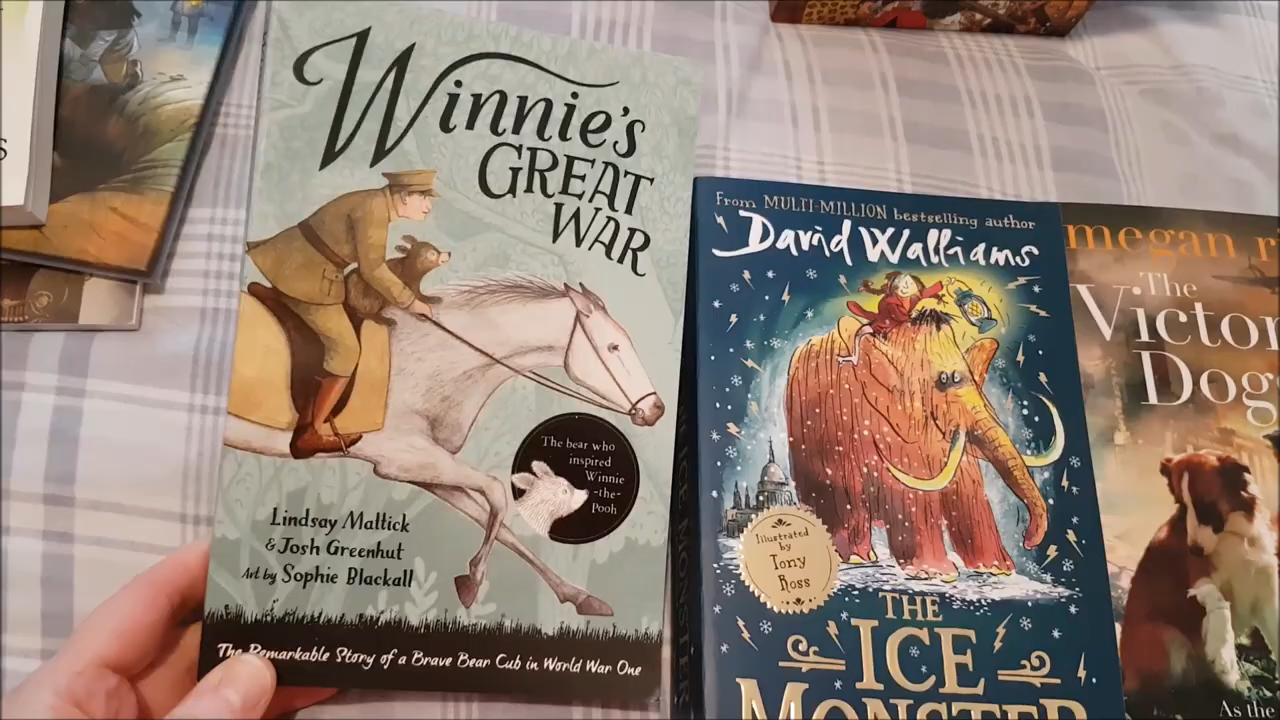 Winnie's
GREAT
WAR
The bear who
inspired
Winnie
-the-
Pooh
Lindsay Mattick
& Josh Greenhut
Art by Sophie Blackall
The Remarkable Story of a Brave Bear Cub in World War One
From MULTI-MILLION bestselling author
David Walliams
Illustrated
by
Tony
Ross
THE
ICE
MONSTER
megan
The
Victor
Dog
As the
S